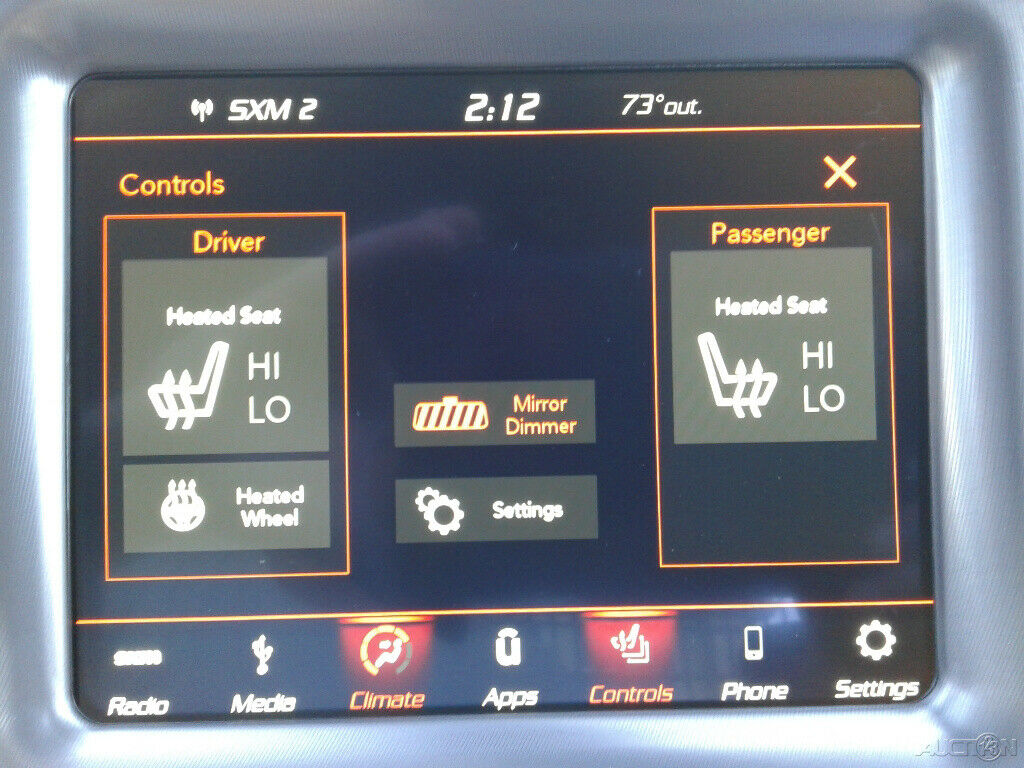 SXM 2 2:12 73° out.
Controls
Driver
Passenger
Heated Seat
HI
LO
Heated Seat
HI
LO
Mirror
Dimmer
Heated
Wheel
Settings
Radio Media Climate Apps Controls Phone Settings
AUCTION